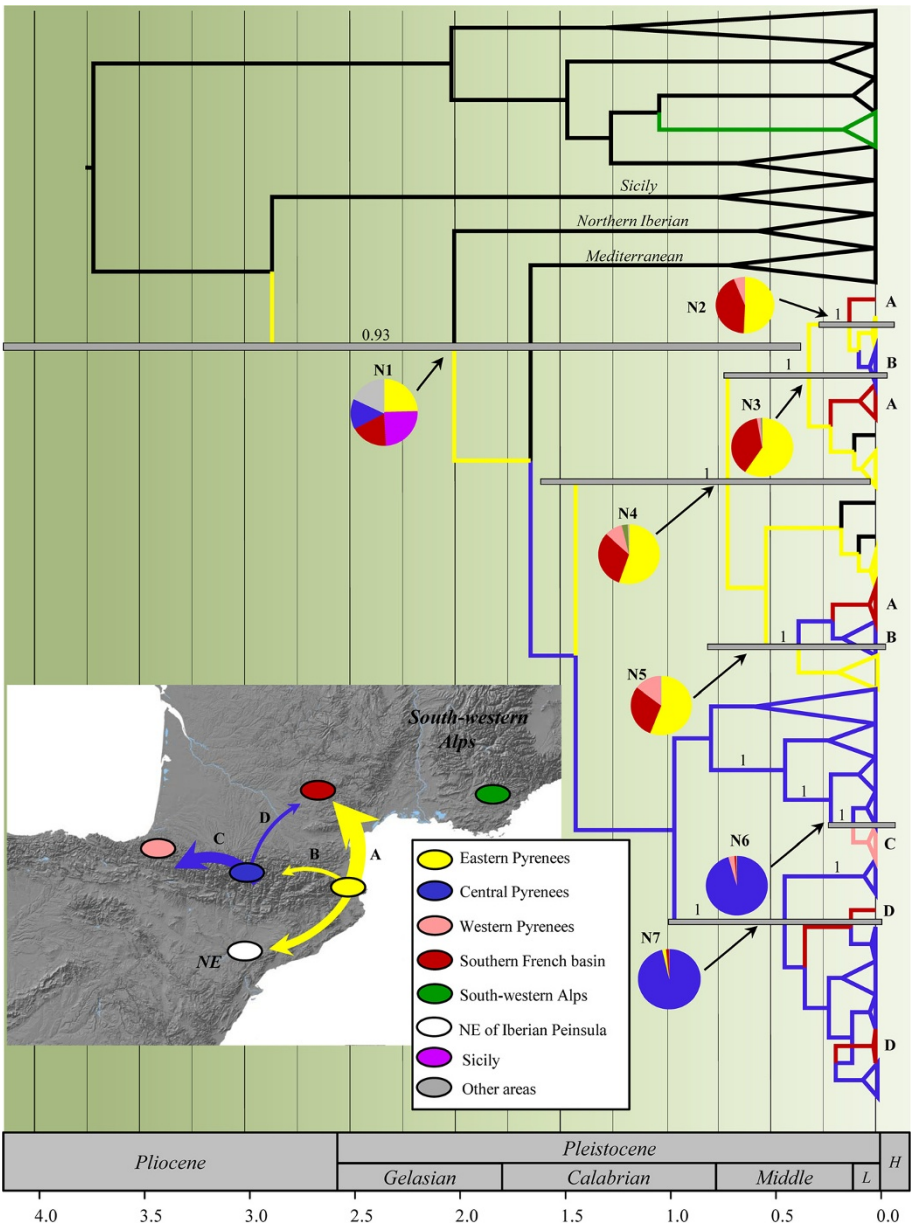 Sicily
Northern Iberian
Mediterranean
N2
1
A
0.93
N1
1
B
N3
A
1
N4
A
1
B
N5
1
1
1
N6
C
1
1
D
N7
D
South-western
Alps
D
C
B
A
NE
Eastern Pyrenees
Central Pyrenees
Western Pyrenees
Southern French basin
South-western Alps
NE of Iberian Peinsula
Sicily
Other areas
Pliocene
Pleistocene
H
Gelasian
Calabrian
Middle
L
4.0 3.5 3.0 2.5 2.0 1.5 1.0 0.5 0.0